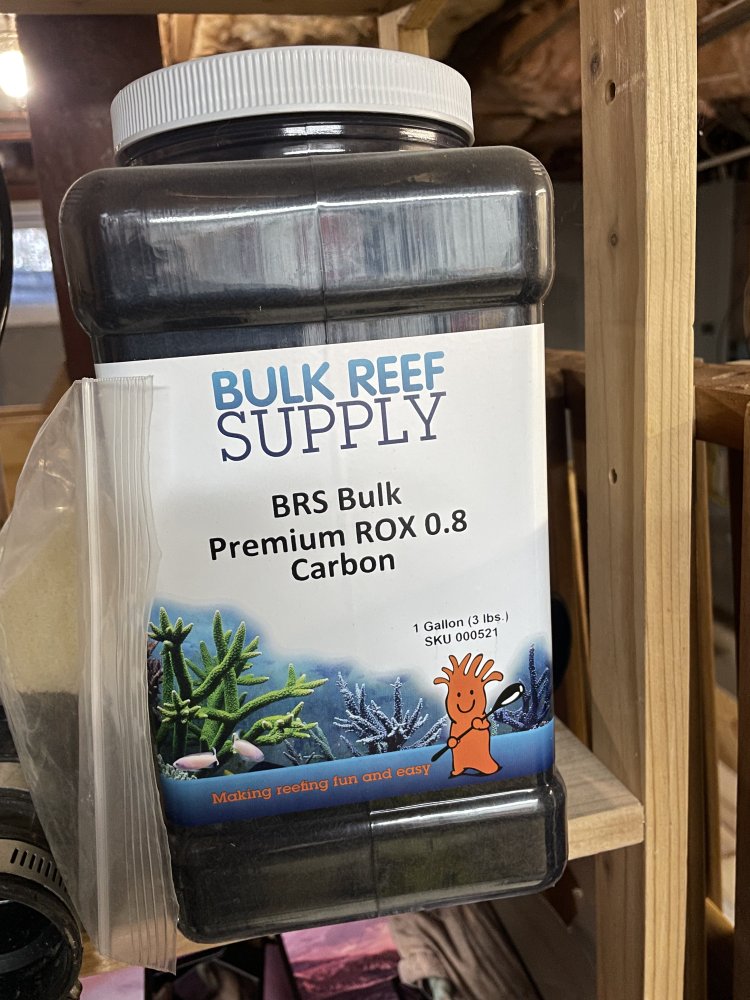 BULK REEF
SUPPLY
BRS Bulk
Premium ROX 0.8
Carbon
1 Gallon (3 lbs.)
SKU 000521
Making reefing fun and easy